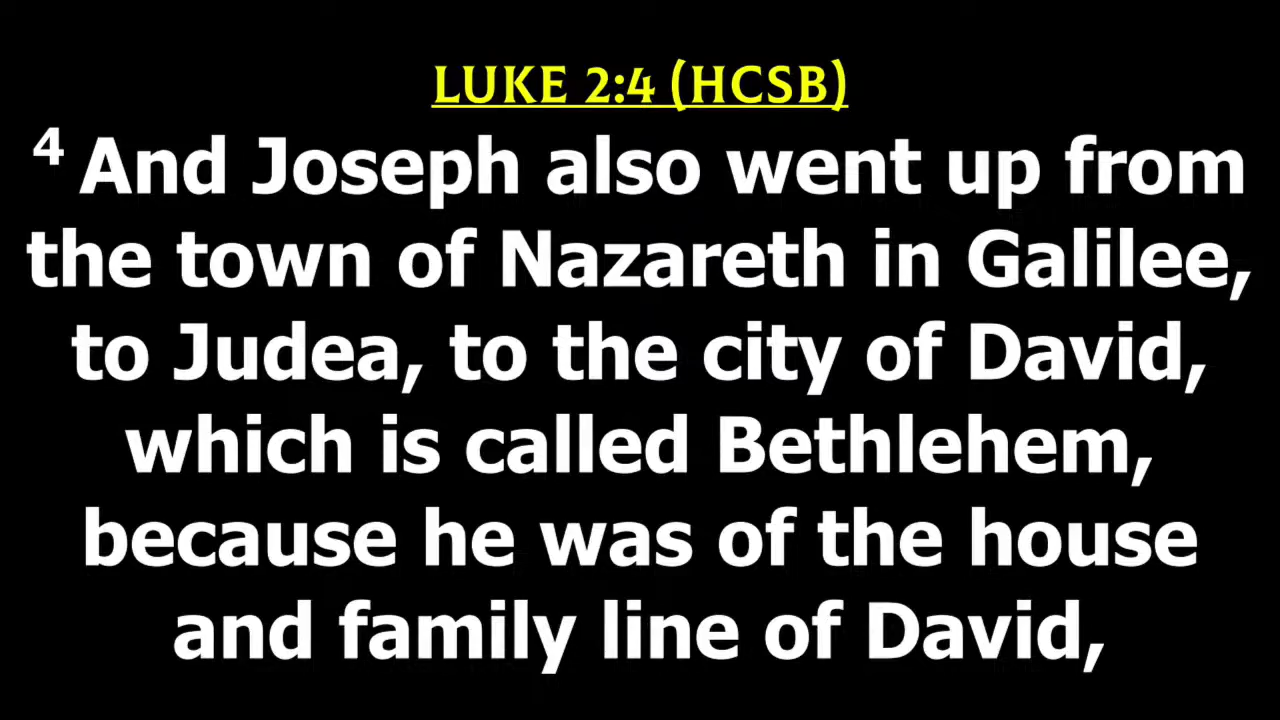 LUKE 2:4 (HCSB)
4 And Joseph also went up from
the town of Nazareth in Galilee,
to Judea, to the city of David,
which is called Bethlehem,
because he was of the house
and family line of David,